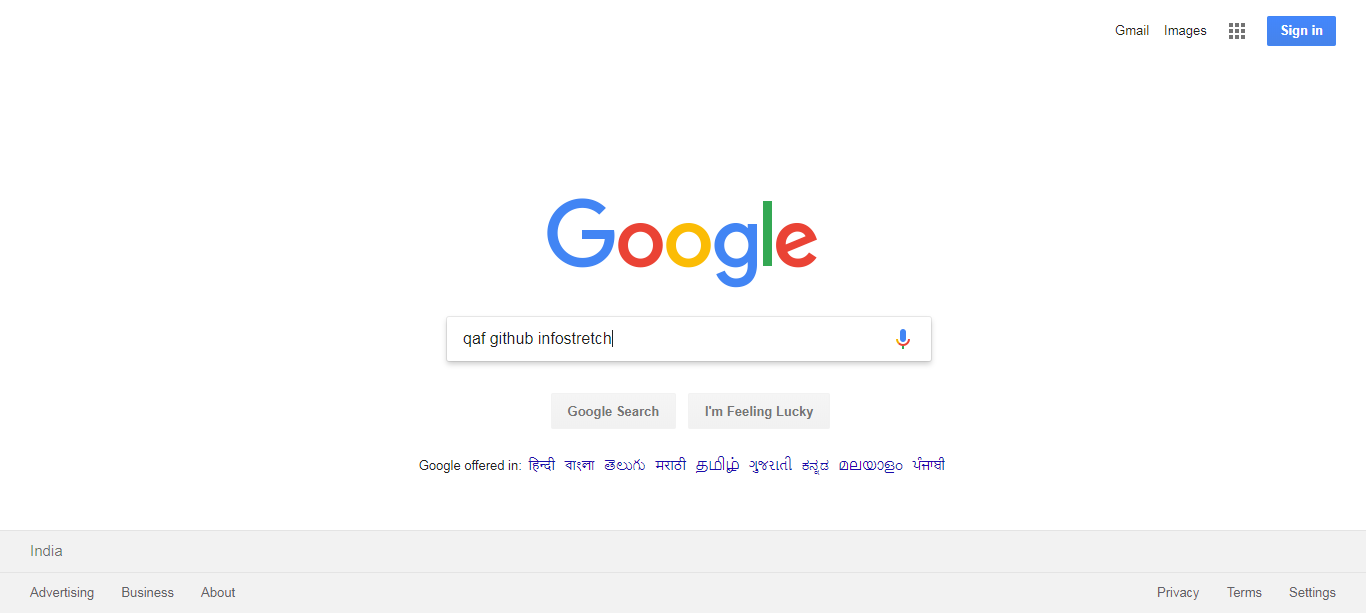 Gmail Images Sign in
Google
qaf github infostretch
Google Search I'm Feeling Lucky
Google offered in: हिन्दी বাংলা తెలుగు मराठी தமிழ் ગુજરાતી ಕನ್ನಡ മലയാളം ਪੰਜਾਬੀ
India
Advertising Business About Privacy Terms Settings